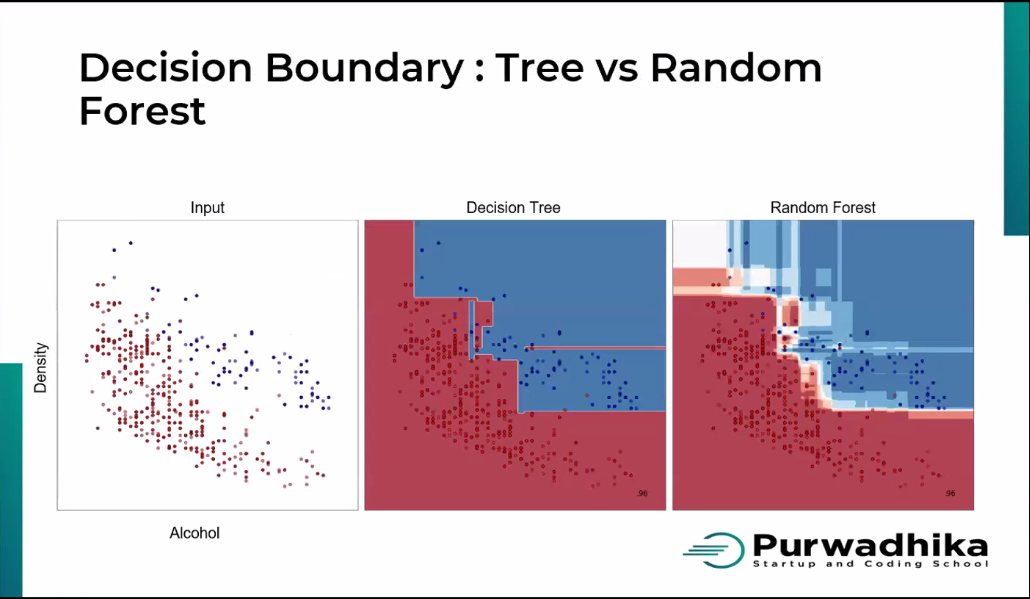 Decision Boundary : Tree vs Random
Forest
Input
Decision Tree
Random Forest
Density
.96
.96
Alcohol
Purwadhika
Startup and Coding School